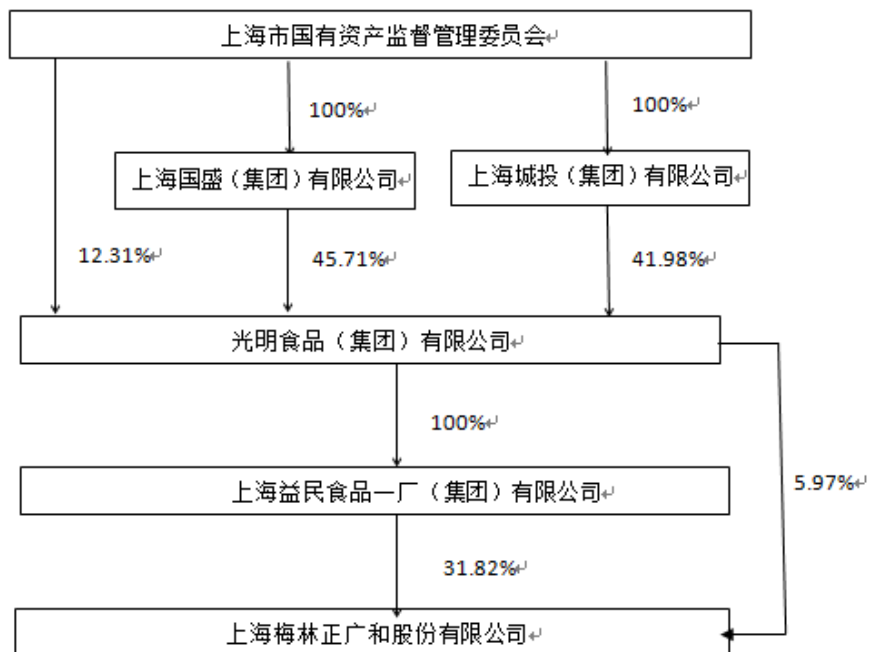 上海市国有资产监督管理委员会
100%
100%
上海国盛（集团）有限公司
上海城投（集团）有限公司
12.31%
45.71%
41.98%
光明食品（集团）有限公司
100%
上海益民食品一厂（集团）有限公司
5.97%
31.82%
上海梅林正广和股份有限公司